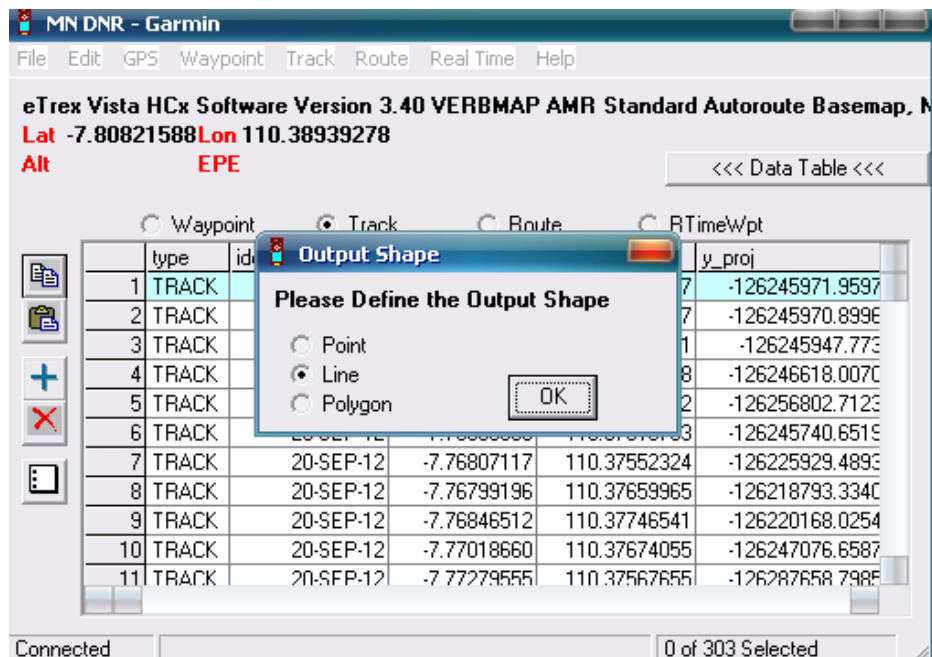 MN DNR - Garmin
File Edit GPS Waypoint Track Route Real Time Help
eTrex Vista HCx Software Version 3.40 VERBMAP AMR Standard Autoroute Basemap, N
Lat -7.80821588 Lon 110.38939278
Alt EPE
<<< Data Table <<<
Waypoint Track Route RTimeWpt
type y_proj
1 TRACK 7 -126245971.9597
2 TRACK 7 -126245970.8996
3 TRACK 1 -126245947.773
4 TRACK 8 -126246618.0070
5 TRACK 2 -126256802.7123
6 TRACK 3 -126245740.6519
7 TRACK 20-SEP-12 -7.76807117 110.37552324 -126225929.4893
8 TRACK 20-SEP-12 -7.76799196 110.37659965 -126218793.3340
9 TRACK 20-SEP-12 -7.76846512 110.37746541 -126220168.0254
10 TRACK 20-SEP-12 -7.77018660 110.37674055 -126247076.6587
11 TRACK 20-SEP-12 -7.77279555 110.37567655 -126287658.7985
Output Shape
Please Define the Output Shape
Point
Line
Polygon
OK
Connected 0 of 303 Selected